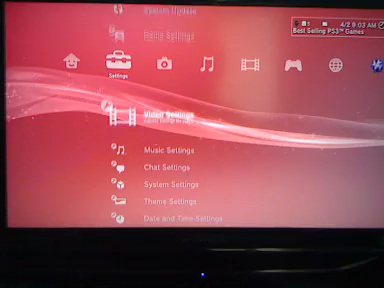 System Update
4/2 9:03 AM
Best Selling PS3™ Games
Settings
Video Settings
Music Settings
Chat Settings
System Settings
Theme Settings
Date and Time Settings